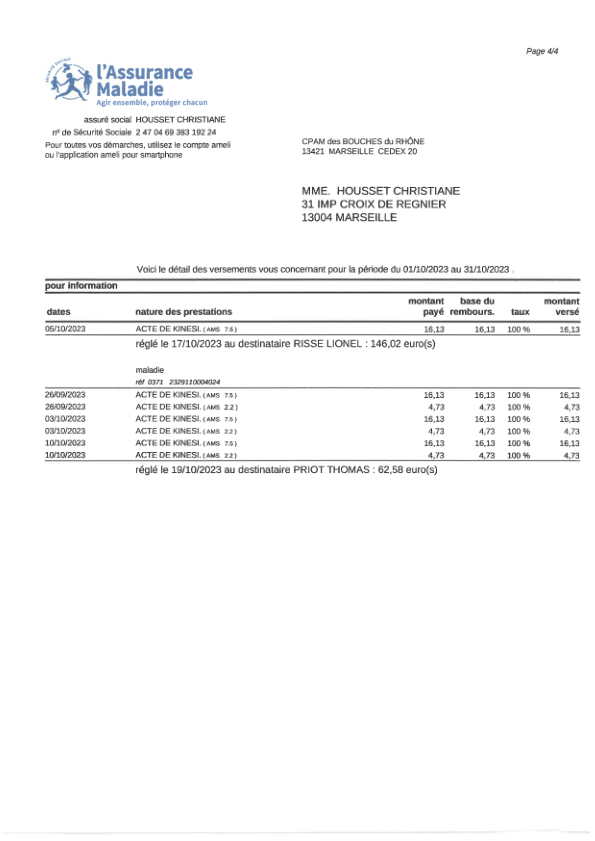 Page 4/4
SÉCURITÉ SOCIALE
l'Assurance
Maladie
Agir ensemble, protéger chacun
assuré social HOUSSET CHRISTIANE
nº de Sécurité Sociale 2 47 04 69 383 192 24
Pour toutes vos démarches, utilisez le compte ameli
ou l'application ameli pour smartphone
CPAM des BOUCHES du RHÔNE
13421 MARSEILLE CEDEX 20
MME. HOUSSET CHRISTIANE
31 IMP CROIX DE REGNIER
13004 MARSEILLE
Voici le détail des versements vous concernant pour la période du 01/10/2023 au 31/10/2023 .
pour information
dates nature des prestations montant payé base du rembours. taux montant versé
05/10/2023 ACTE DE KINESI. ( AMS 7.5 ) 16,13 16,13 100 % 16,13
réglé le 17/10/2023 au destinataire RISSE LIONEL : 146,02 euro(s)
maladie
réf 0371 2329110004024
26/09/2023 ACTE DE KINESI. ( AMS 7.5 ) 16,13 16,13 100 % 16,13
26/09/2023 ACTE DE KINESI. ( AMS 2.2 ) 4,73 4,73 100 % 4,73
03/10/2023 ACTE DE KINESI. ( AMS 7.5 ) 16,13 16,13 100 % 16,13
03/10/2023 ACTE DE KINESI. ( AMS 2.2 ) 4,73 4,73 100 % 4,73
10/10/2023 ACTE DE KINESI. ( AMS 7.5 ) 16,13 16,13 100 % 16,13
10/10/2023 ACTE DE KINESI. ( AMS 2.2 ) 4,73 4,73 100 % 4,73
réglé le 19/10/2023 au destinataire PRIOT THOMAS : 62,58 euro(s)